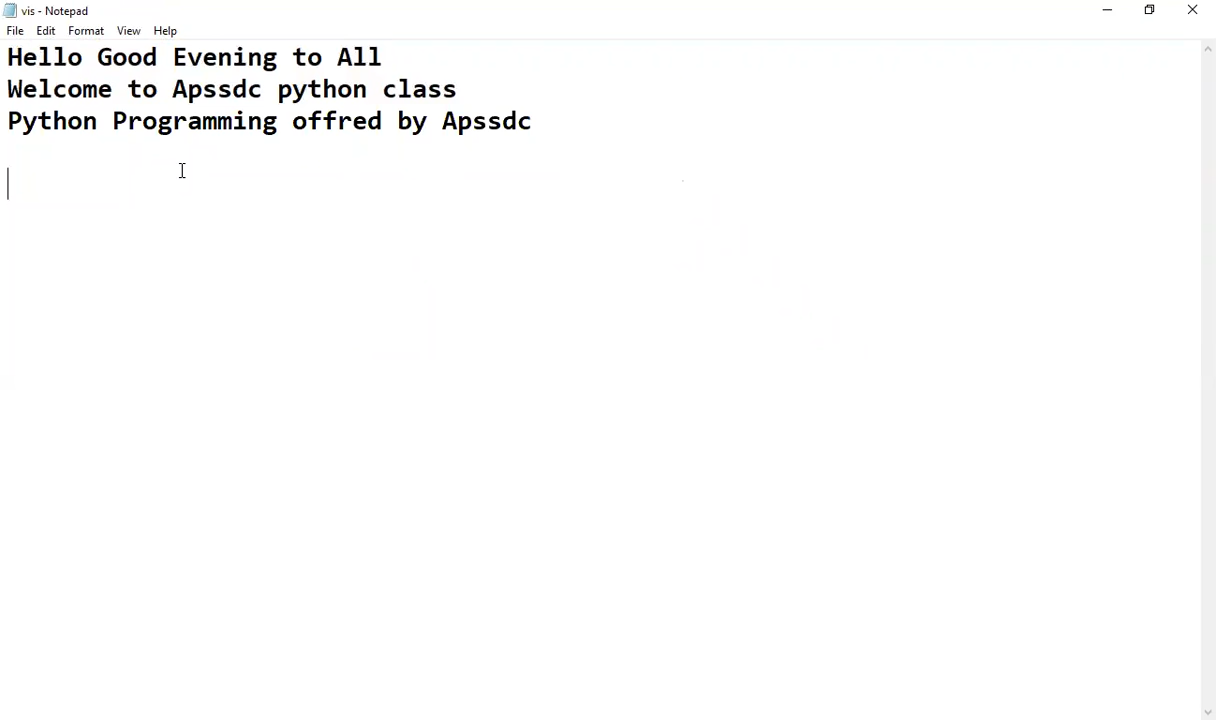 vis - Notepad
File Edit Format View Help
Hello Good Evening to All
Welcome to Apssdc python class
Python Programming offred by Apssdc